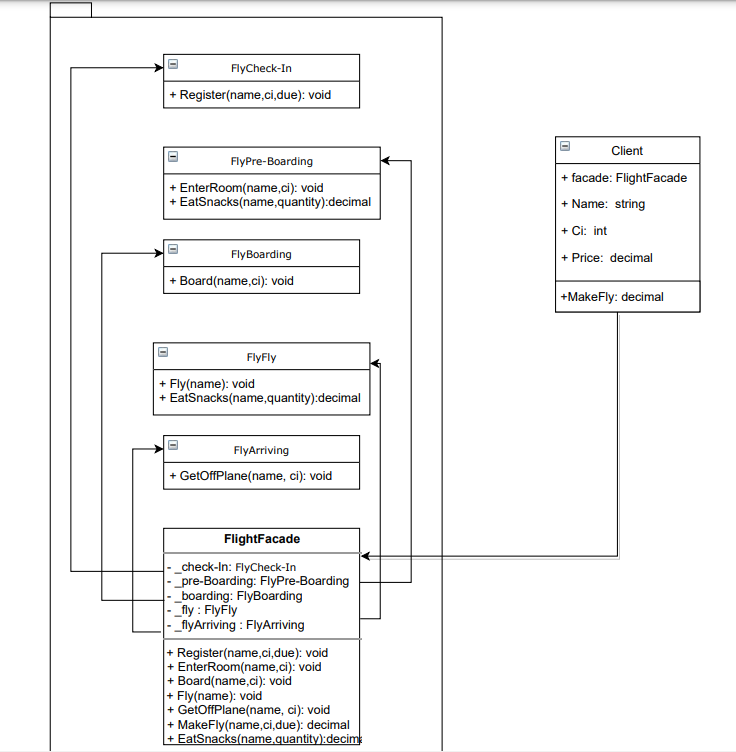 FlyCheck-In
+ Register(name,ci,due): void
FlyPre-Boarding
+ EnterRoom(name,ci): void
+ EatSnacks(name,quantity):decimal
FlyBoarding
+ Board(name,ci): void
FlyFly
+ Fly(name): void
+ EatSnacks(name,quantity):decimal
FlyArriving
+ GetOffPlane(name, ci): void
FlightFacade
- _check-In: FlyCheck-In
- _pre-Boarding: FlyPre-Boarding
- _boarding: FlyBoarding
- _fly : FlyFly
- _flyArriving : FlyArriving
+ Register(name,ci,due): void
+ EnterRoom(name,ci): void
+ Board(name,ci): void
+ Fly(name): void
+ GetOffPlane(name, ci): void
+ MakeFly(name,ci,due): decimal
+ EatSnacks(name,quantity):decima
Client
+ facade: FlightFacade
+ Name: string
+ Ci: int
+ Price: decimal
+MakeFly: decimal